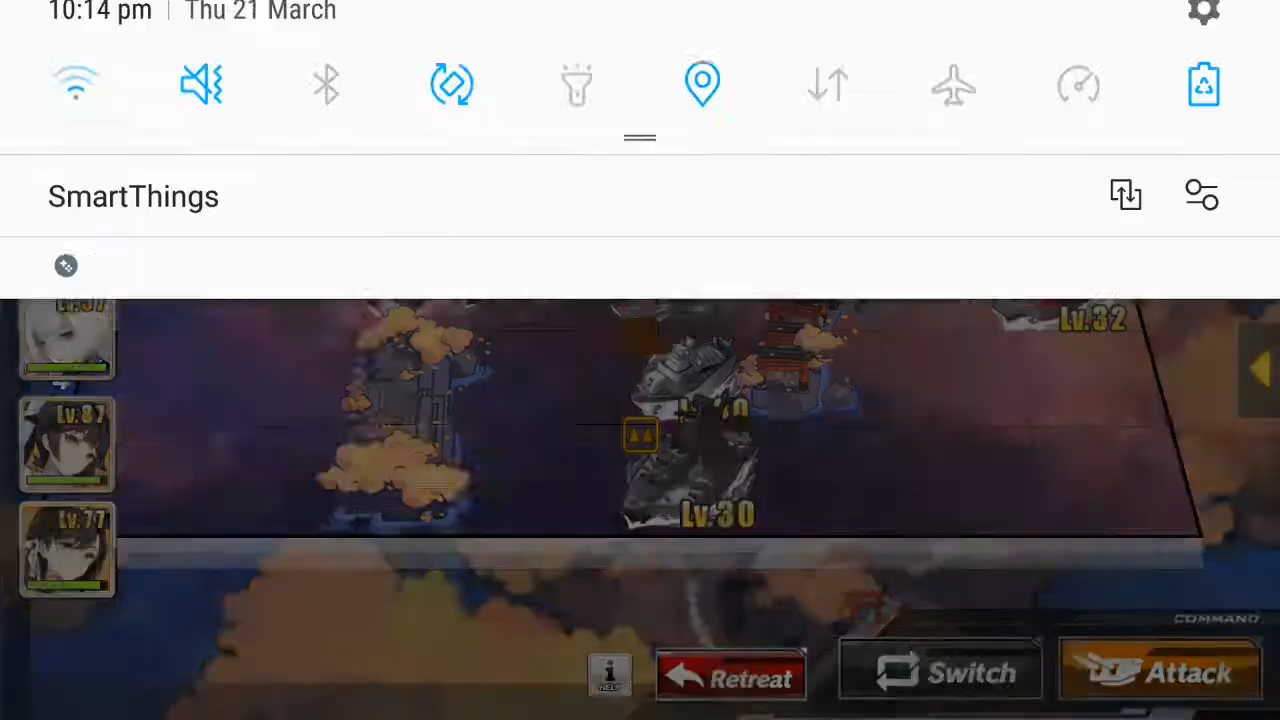 10:14 pm | Thu 21 March
SmartThings
Lv.32
Lv.87
Lv.30
Lv.77
COMMAND
HELP
Retreat
Switch
Attack